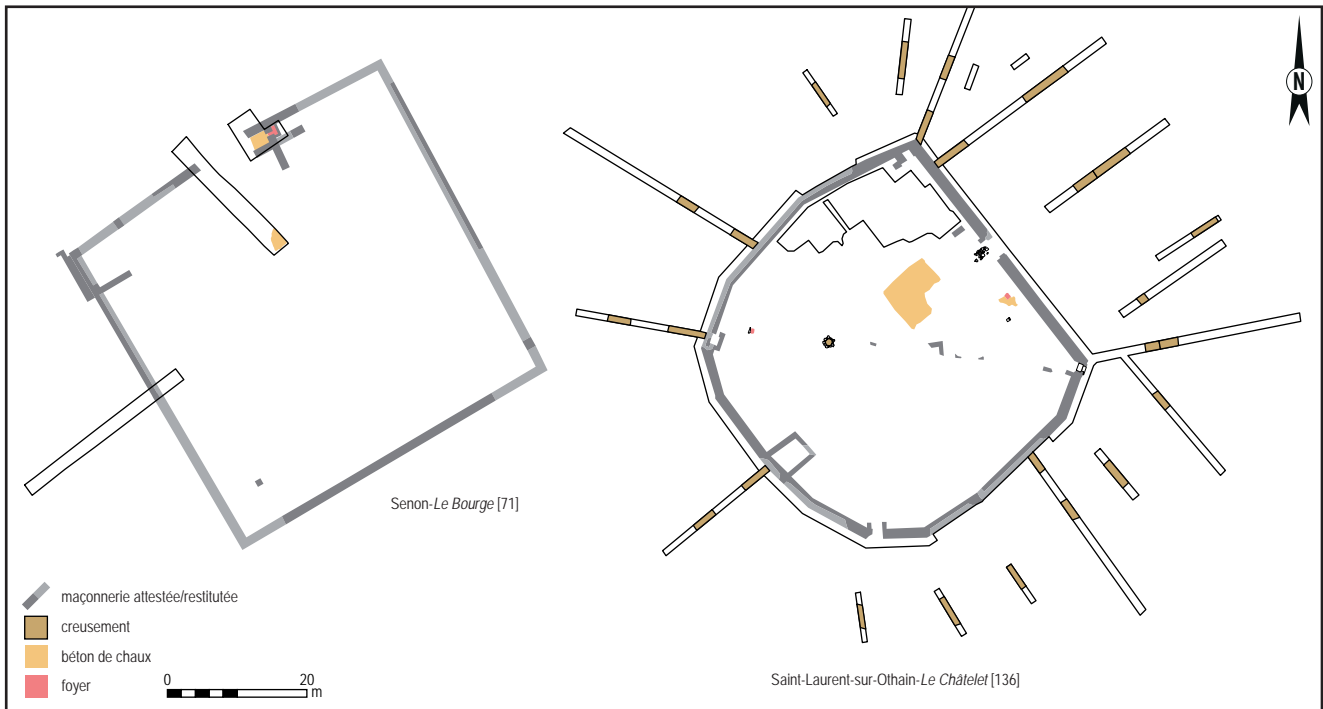 N
Senon-Le Bourge [71]
maçonnerie attestée/restitutée
creusement
béton de chaux
foyer
0 20
m
Saint-Laurent-sur-Othain-Le Châtelet [136]